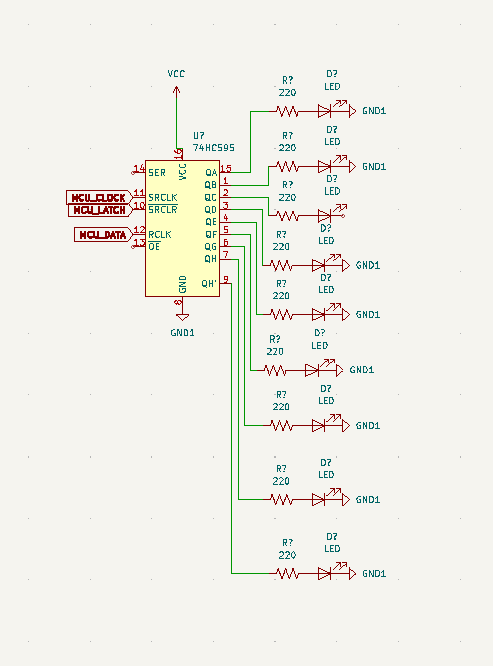 VCC
R?
220
D?
LED
GND1
U?
74HC595
R?
220
D?
LED
GND1
R?
220
D?
LED
16
VCC
14
SER
QA
15
QB
1
MCU_CLOCK
11
SRCLK
QC
2
MCU_LATCH
10
SRCLR
QD
3
QE
4
MCU_DATA
12
RCLK
QF
5
13
OE
QG
6
QH
7
GND
8
QH'
9
GND1
R?
220
D?
LED
GND1
R?
220
D?
LED
GND1
R?
220
D?
LED
GND1
R?
220
D?
LED
GND1
R?
220
D?
LED
GND1
R?
220
D?
LED
GND1